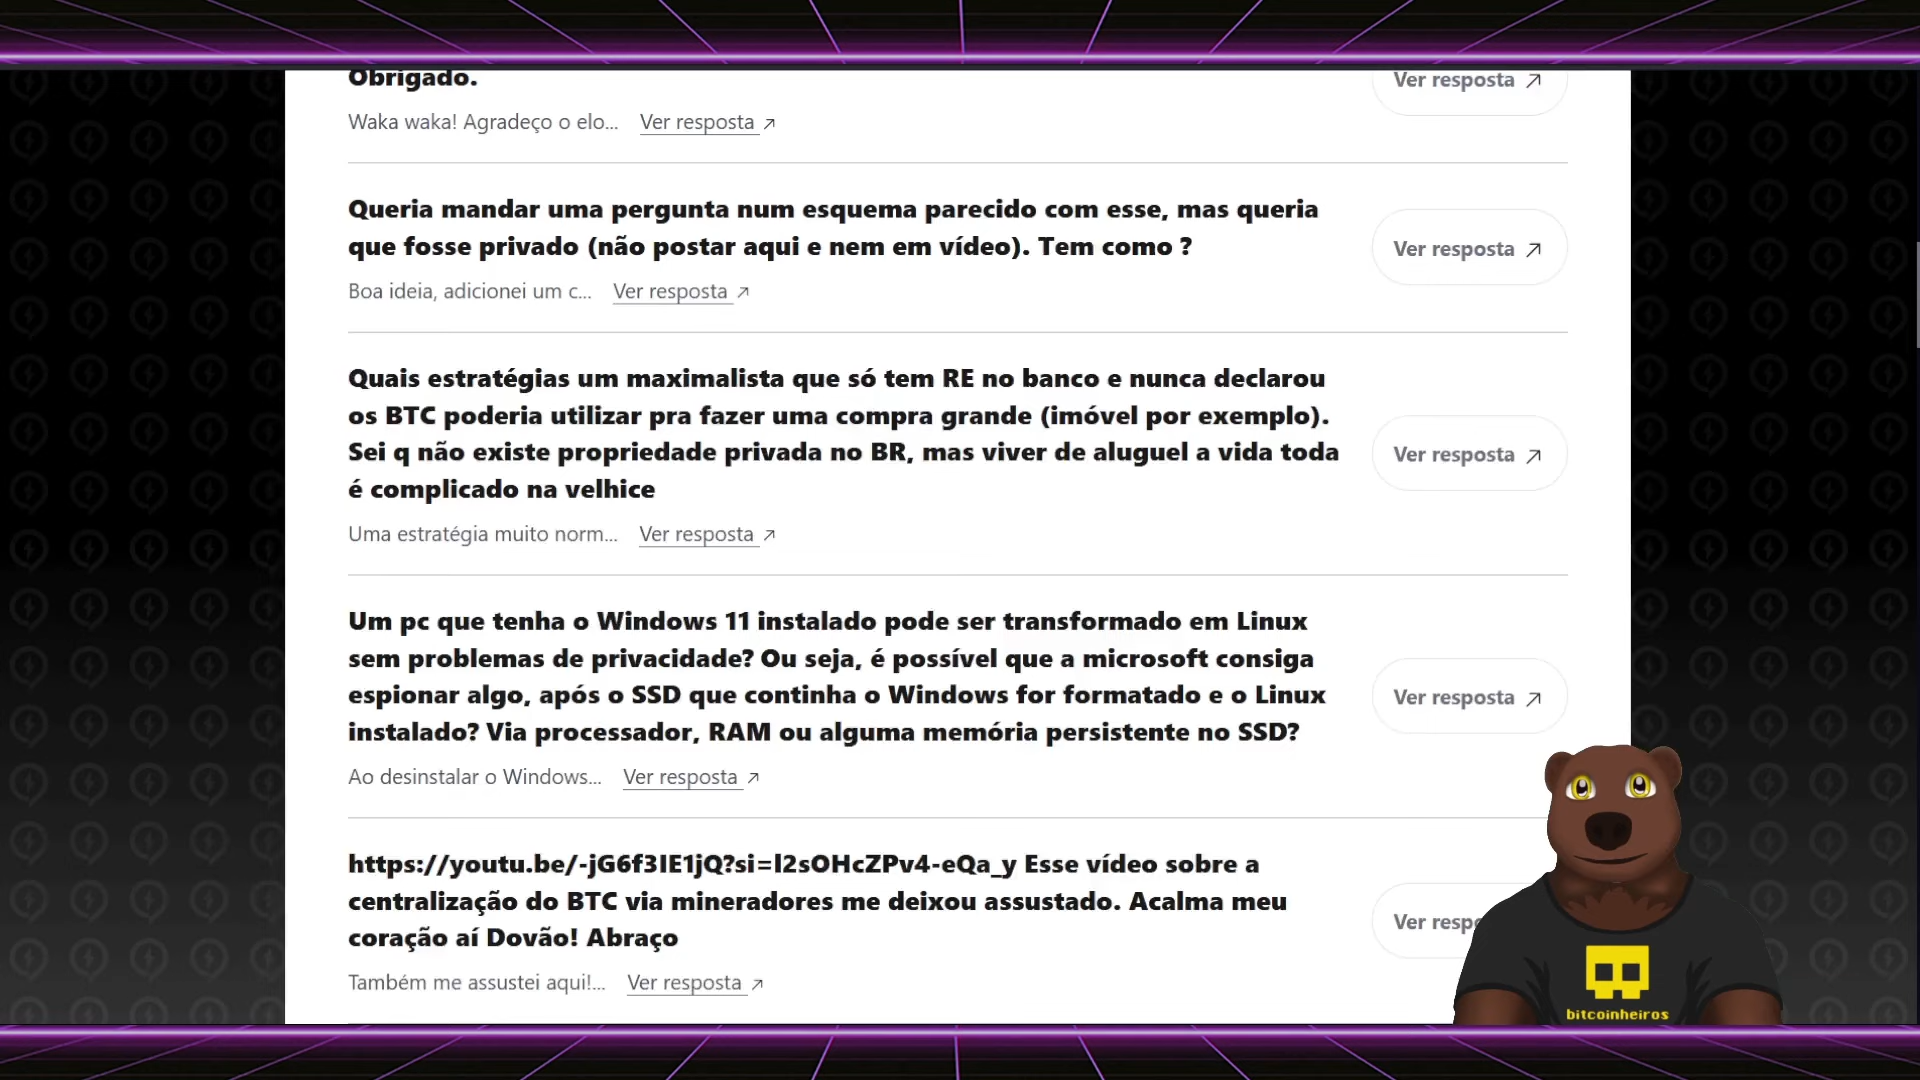 Obrigado.
Ver resposta
Waka waka! Agradeço o elo... Ver resposta
Queria mandar uma pergunta num esquema parecido com esse, mas queria
que fosse privado (não postar aqui e nem em vídeo). Tem como ?
Ver resposta
Boa ideia, adicionei um c... Ver resposta
Quais estratégias um maximalista que só tem RE no banco e nunca declarou
os BTC poderia utilizar pra fazer uma compra grande (imóvel por exemplo).
Sei q não existe propriedade privada no BR, mas viver de aluguel a vida toda
é complicado na velhice
Ver resposta
Uma estratégia muito norm... Ver resposta
Um pc que tenha o Windows 11 instalado pode ser transformado em Linux
sem problemas de privacidade? Ou seja, é possível que a microsoft consiga
espionar algo, após o SSD que continha o Windows for formatado e o Linux
instalado? Via processador, RAM ou alguma memória persistente no SSD?
Ver resposta
Ao desinstalar o Windows... Ver resposta
https://youtu.be/-jG6f3IE1jQ?si=l2sOHcZPv4-eQa_y Esse vídeo sobre a
centralização do BTC via mineradores me deixou assustado. Acalma meu
coração aí Dovão! Abraço
Ver resp
Também me assustei aqui!... Ver resposta
bitcoinheiros